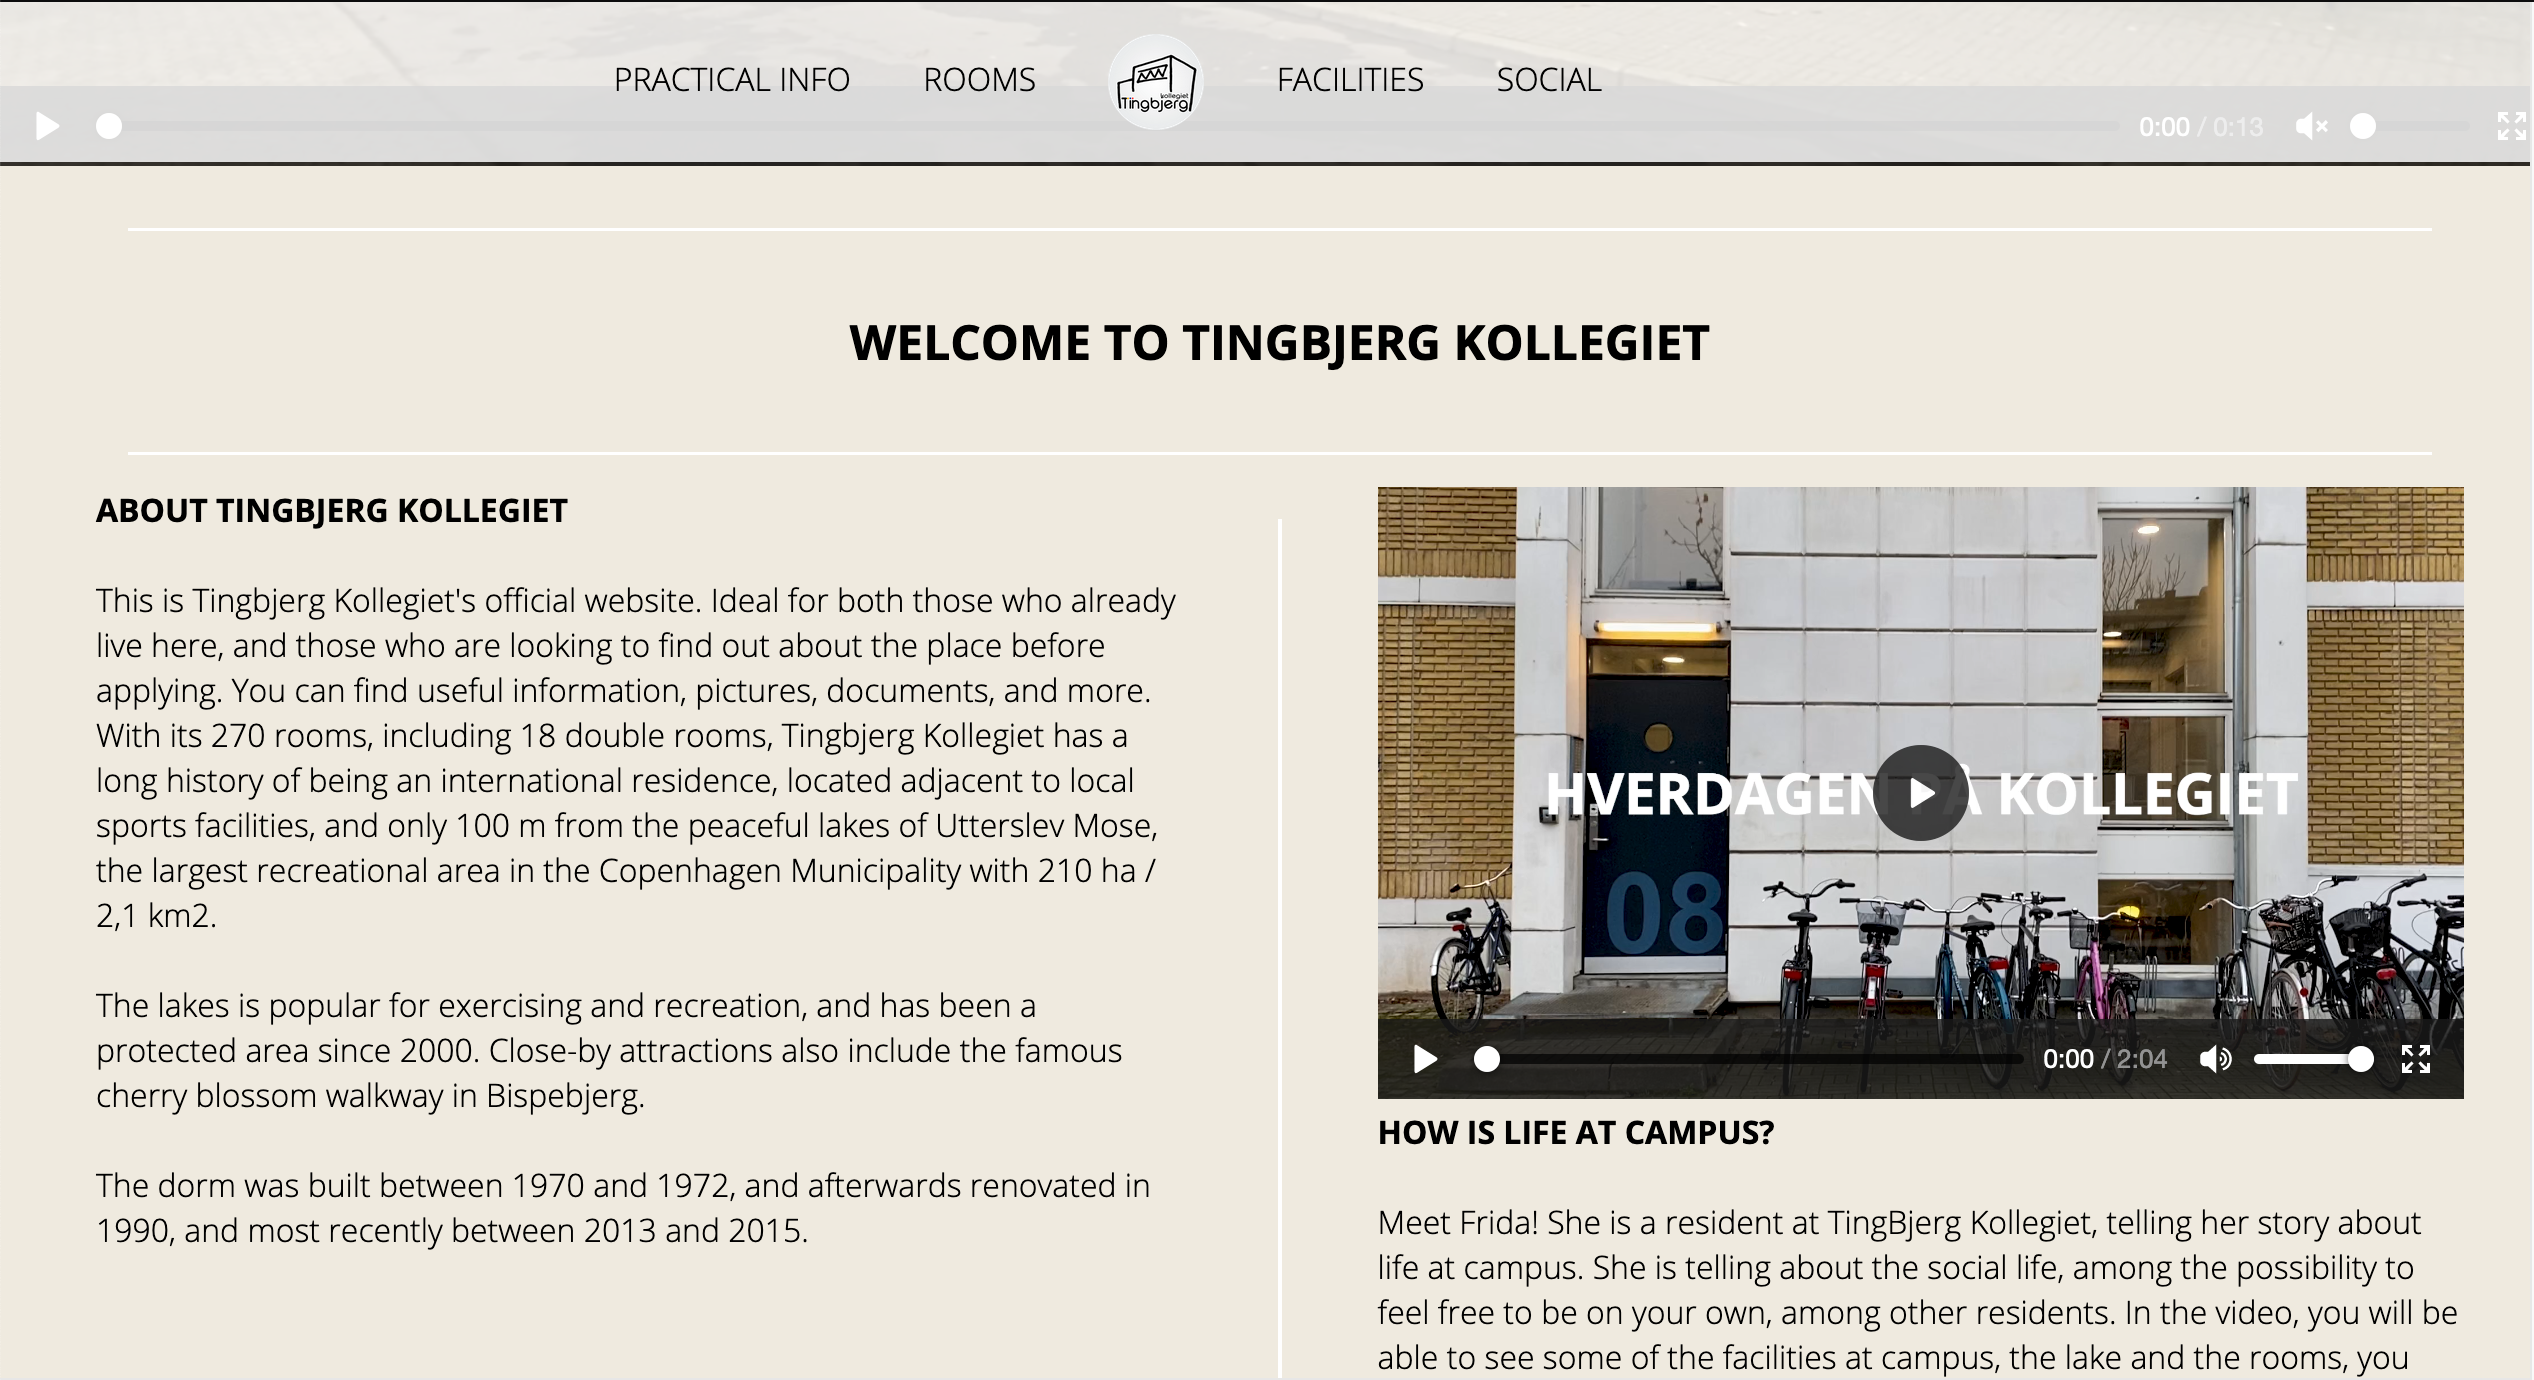 PRACTICAL INFO
ROOMS
kollegiet
Tingbjerg
FACILITIES
SOCIAL
0:00 / 0:13
WELCOME TO TINGBJERG KOLLEGIET
ABOUT TINGBJERG KOLLEGIET
This is Tingbjerg Kollegiet's official website. Ideal for both those who already
live here, and those who are looking to find out about the place before
applying. You can find useful information, pictures, documents, and more.
With its 270 rooms, including 18 double rooms, Tingbjerg Kollegiet has a
long history of being an international residence, located adjacent to local
sports facilities, and only 100 m from the peaceful lakes of Utterslev Mose,
the largest recreational area in the Copenhagen Municipality with 210 ha /
2,1 km2.
The lakes is popular for exercising and recreation, and has been a
protected area since 2000. Close-by attractions also include the famous
cherry blossom walkway in Bispebjerg.
The dorm was built between 1970 and 1972, and afterwards renovated in
1990, and most recently between 2013 and 2015.
HVERDAGEN PÅ KOLLEGIET
08
0:00 / 2:04
HOW IS LIFE AT CAMPUS?
Meet Frida! She is a resident at TingBjerg Kollegiet, telling her story about
life at campus. She is telling about the social life, among the possibility to
feel free to be on your own, among other residents. In the video, you will be
able to see some of the facilities at campus, the lake and the rooms, you